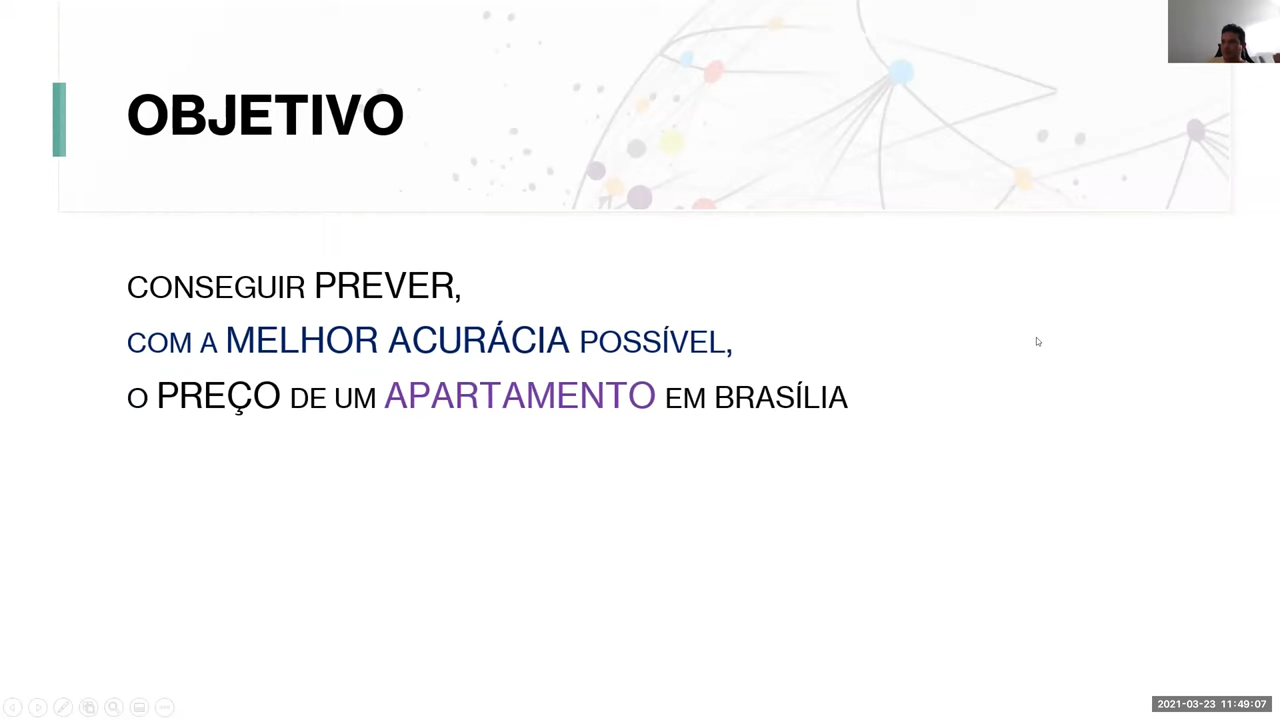 OBJETIVO
CONSEGUIR PREVER,
COM A MELHOR ACURÁCIA POSSÍVEL,
O PREÇO DE UM APARTAMENTO EM BRASÍLIA
2021-03-23 11:49:07